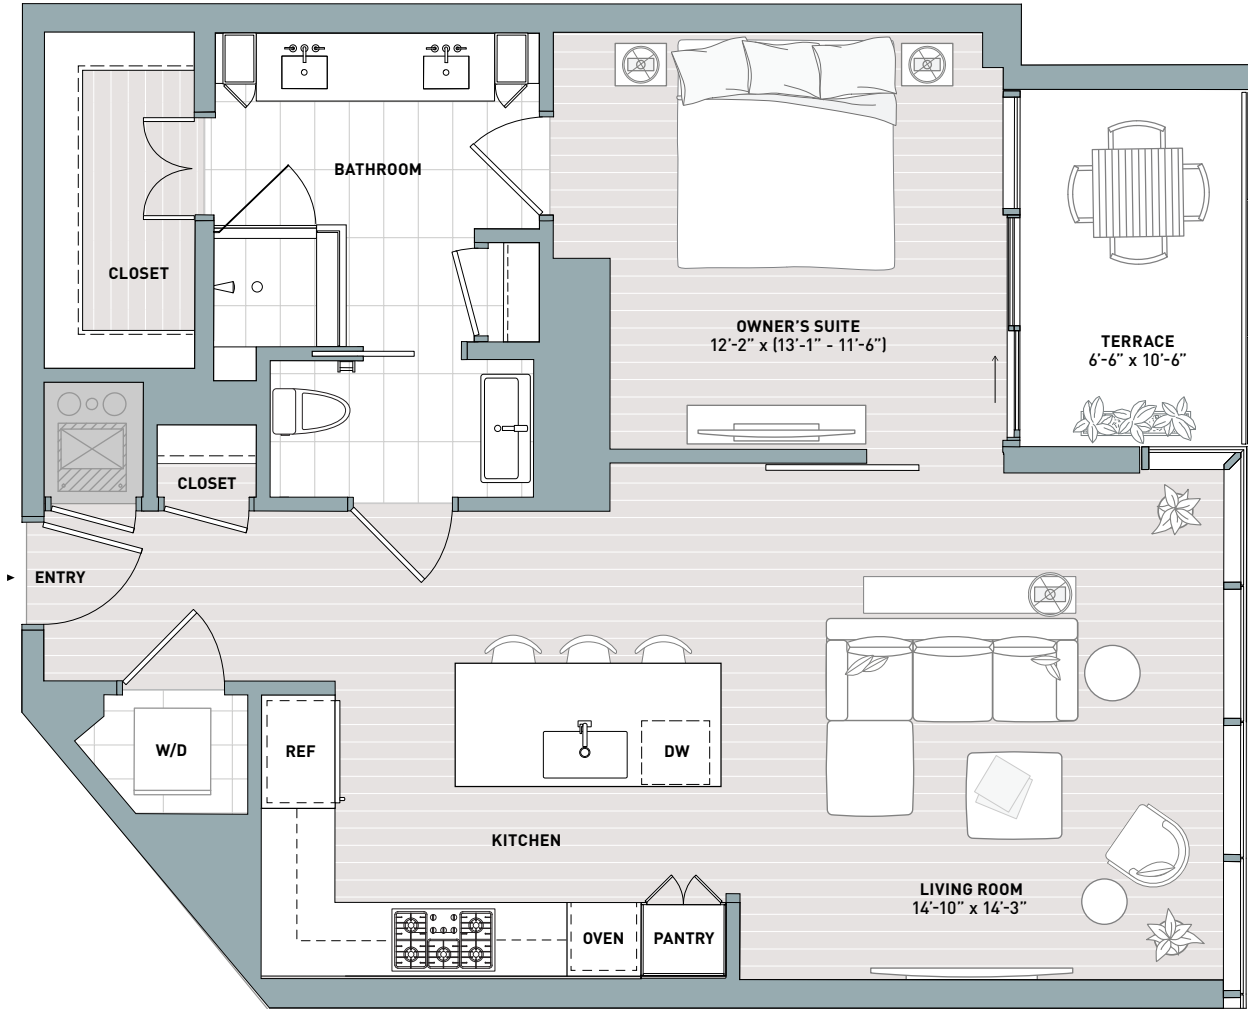 BATHROOM
CLOSET
OWNER'S SUITE
12'-2" x (13'-1" - 11'-6")
TERRACE
6'-6" x 10'-6"
CLOSET
ENTRY
W/D
REF
DW
KITCHEN
LIVING ROOM
14'-10" x 14'-3"
OVEN
PANTRY